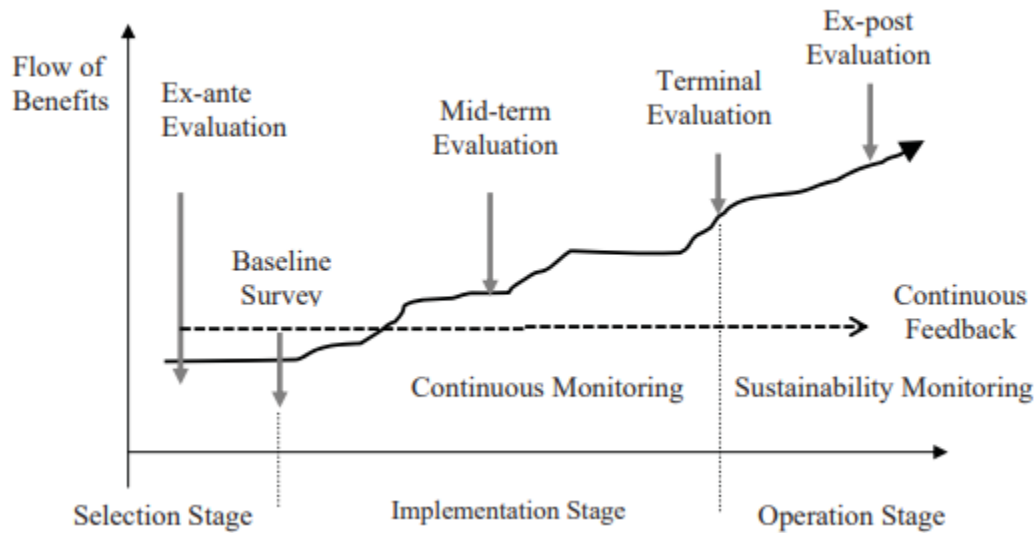 Flow of
Benefits
Ex-ante
Evaluation
Mid-term
Evaluation
Terminal
Evaluation
Ex-post
Evaluation
Baseline
Survey
Continuous
Feedback
Continuous Monitoring
Sustainability Monitoring
Selection Stage
Implementation Stage
Operation Stage